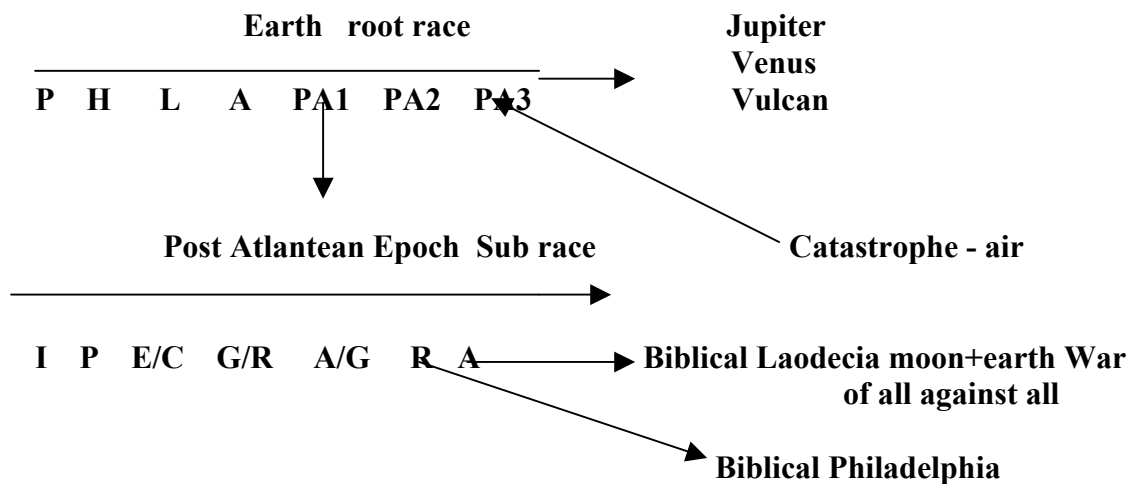 Earth root race Jupiter
Venus
P H L A PA1 PA2 PA3 Vulcan
Post Atlantean Epoch Sub race Catastrophe - air
I P E/C G/R A/G R A Biblical Laodecia moon+earth War
of all against all
Biblical Philadelphia